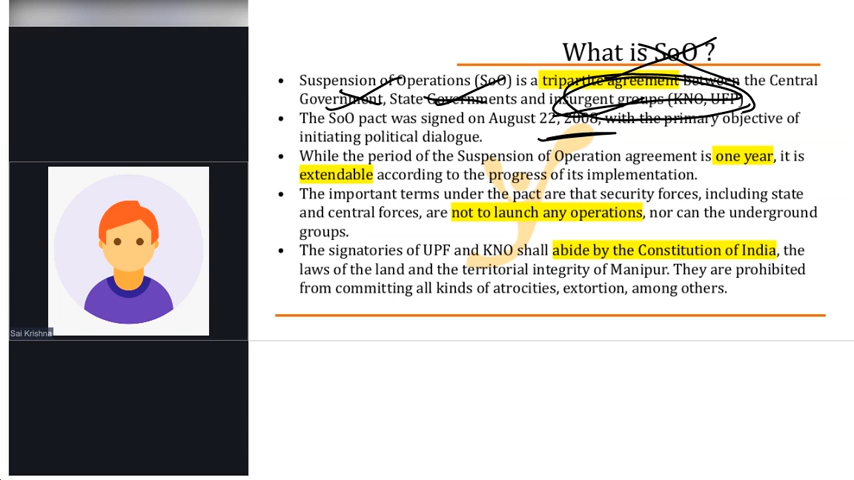 What is SoO ?
• Suspension of Operations (SoO) is a tripartite agreement between the Central
Government, State Governments and insurgent groups (KNO, UFP)
• The SoO pact was signed on August 22, 2008, with the primary objective of
initiating political dialogue.
• While the period of the Suspension of Operation agreement is one year, it is
extendable according to the progress of its implementation.
• The important terms under the pact are that security forces, including state
and central forces, are not to launch any operations, nor can the underground
groups.
• The signatories of UPF and KNO shall abide by the Constitution of India, the
laws of the land and the territorial integrity of Manipur. They are prohibited
from committing all kinds of atrocities, extortion, among others.
Sai Krishna